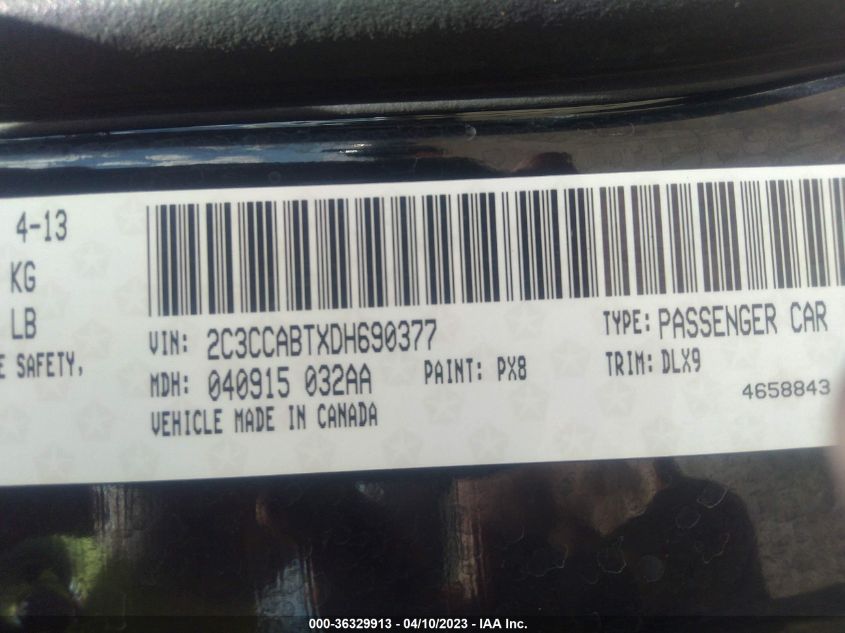 4-13
KG
LB
E SAFETY,
VIN: 2C3CCABTXDH690377
TYPE: PASSENGER CAR
MDH: 040915 032AA
PAINT: PX8
TRIM: DLX9
VEHICLE MADE IN CANADA
4658843
000-36329913 - 04/10/2023 - IAA Inc.